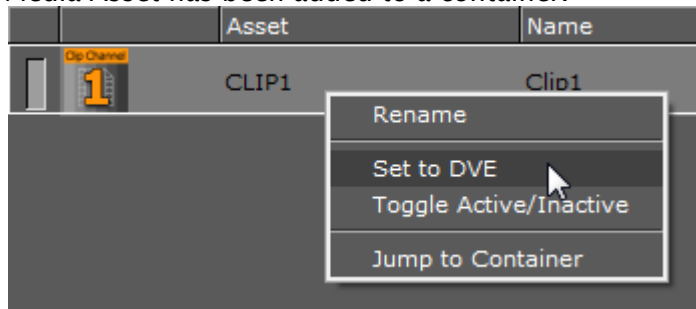 Media Asset has been added to a container.
Asset Name
Clip Channel
1
CLIP1 Clip1
Rename
Set to DVE
Toggle Active/Inactive
Jump to Container